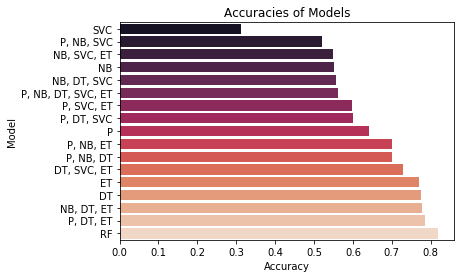 Accuracies of Models
Model
SVC
P, NB, SVC
NB, SVC, ET
NB
NB, DT, SVC
P, NB, DT, SVC, ET
P, SVC, ET
P, DT, SVC
P
P, NB, ET
P, NB, DT
DT, SVC, ET
ET
DT
NB, DT, ET
P, DT, ET
RF
0.0 0.1 0.2 0.3 0.4 0.5 0.6 0.7 0.8
Accuracy